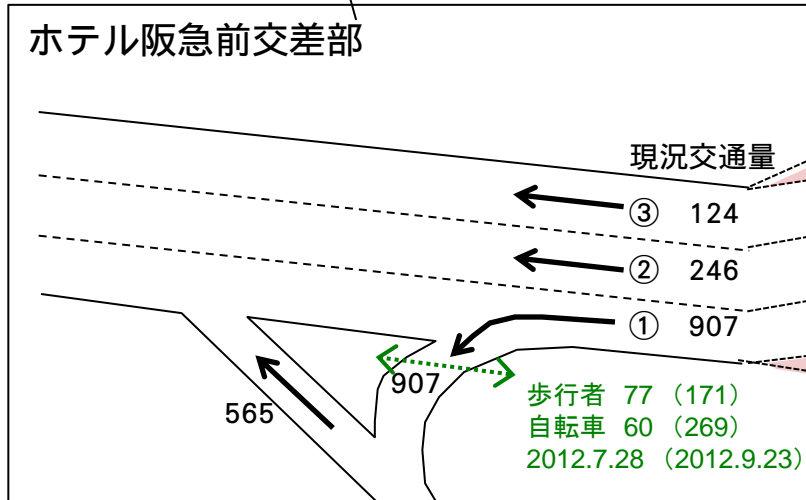 ホテル阪急前交差部
現況交通量
③ 124
② 246
① 907
907
565
歩行者 77 (171)
自転車 60 (269)
2012.7.28 (2012.9.23)